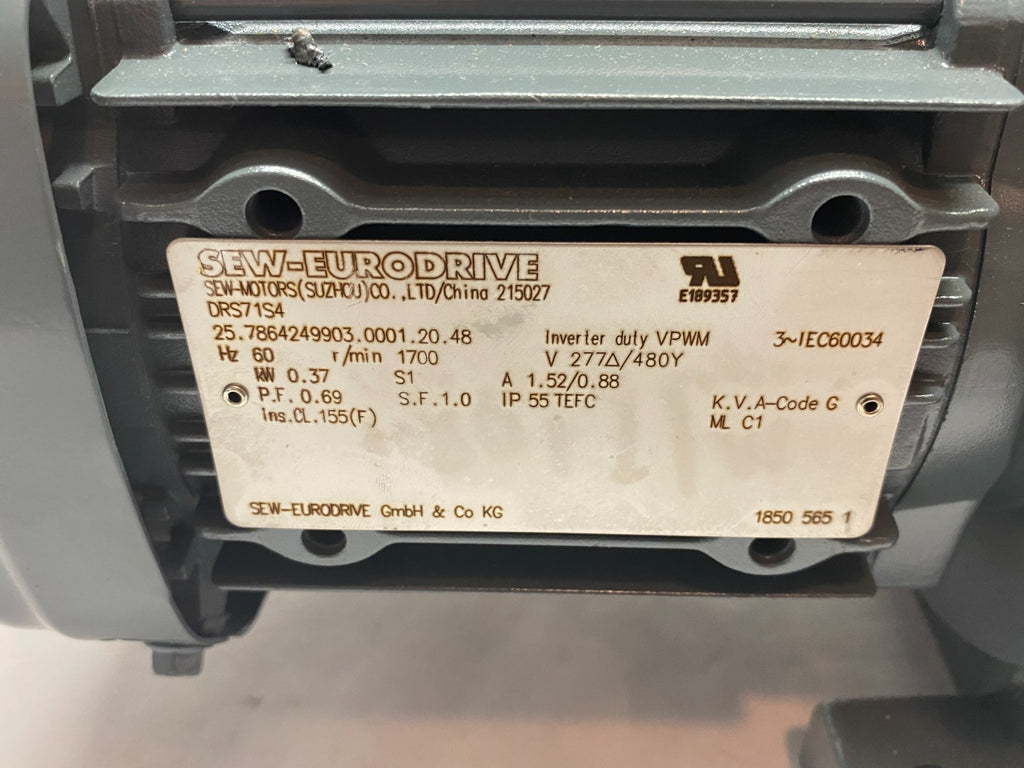 SEW-EURODRIVE
SEW-MOTORS(SUZHOU)CO.,LTD/China 215027
E189357
DRS71S4
25.7864249903.0001.20.48 Inverter duty VPWM 3~IEC60034
Hz 60 r/min 1700 V 277△/480Y
kW 0.37 S1 A 1.52/0.88
P.F. 0.69 S.F.1.0 IP 55 TEFC K.V.A-Code G
Ins.CL.155(F) ML C1
SEW-EURODRIVE GmbH & Co KG 1850 565 1